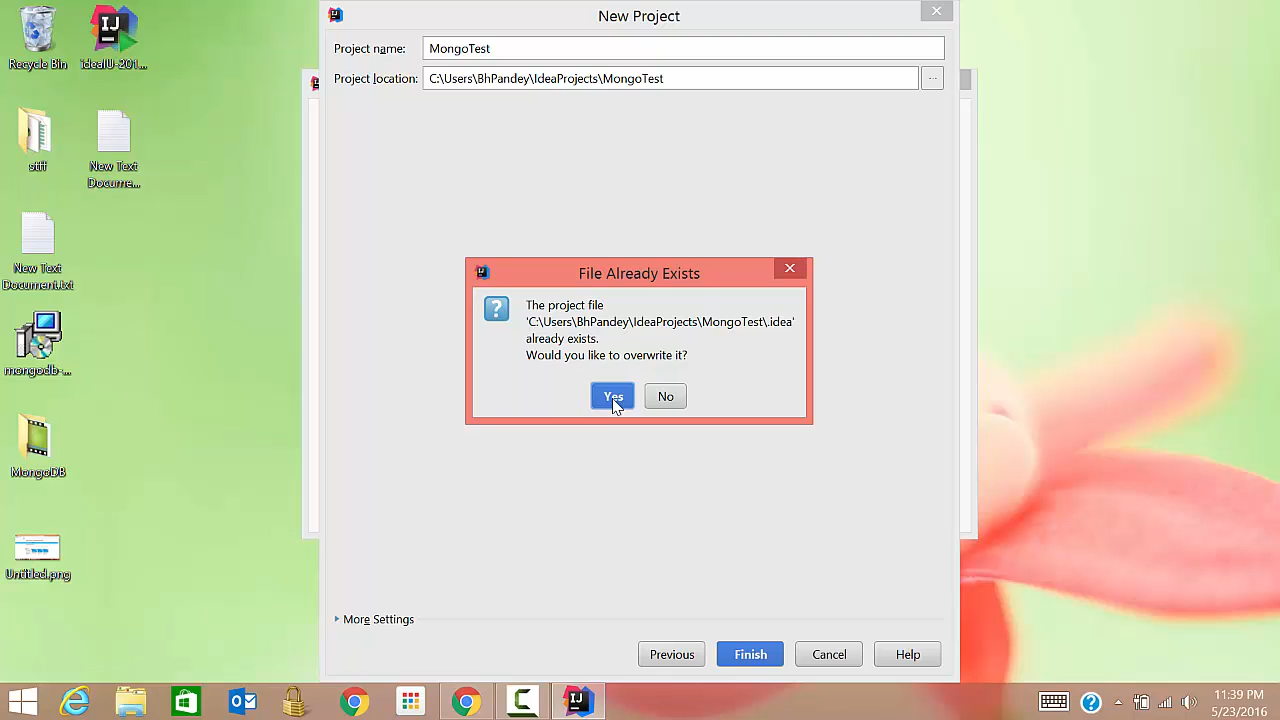 Recycle Bin
ideaIU-201...
stff
New Text
Docume...
New Text
Document.txt
mongodb-...
MongoDB
Untitled.png
New Project
Project name:
MongoTest
Project location:
C:\Users\BhPandey\IdeaProjects\MongoTest
...
File Already Exists
The project file
'C:\Users\BhPandey\IdeaProjects\MongoTest\.idea'
already exists.
Would you like to overwrite it?
Yes
No
More Settings
Previous
Finish
Cancel
Help
11:39 PM
5/23/2016